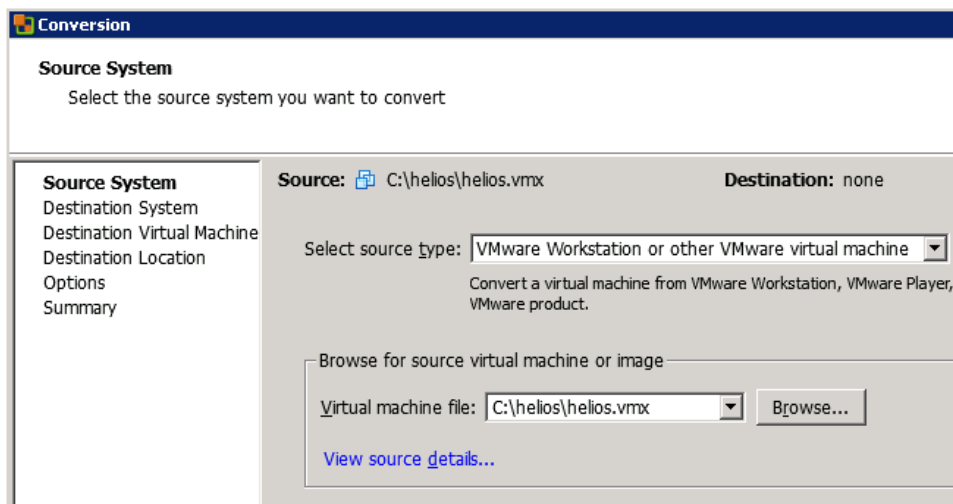 Conversion
Source System
Select the source system you want to convert
Source System
Destination System
Destination Virtual Machine
Destination Location
Options
Summary
Source: C:\helios\helios.vmx Destination: none
Select source type: VMware Workstation or other VMware virtual machine
Convert a virtual machine from VMware Workstation, VMware Player,
VMware product.
Browse for source virtual machine or image
Virtual machine file: C:\helios\helios.vmx Browse...
View source details...